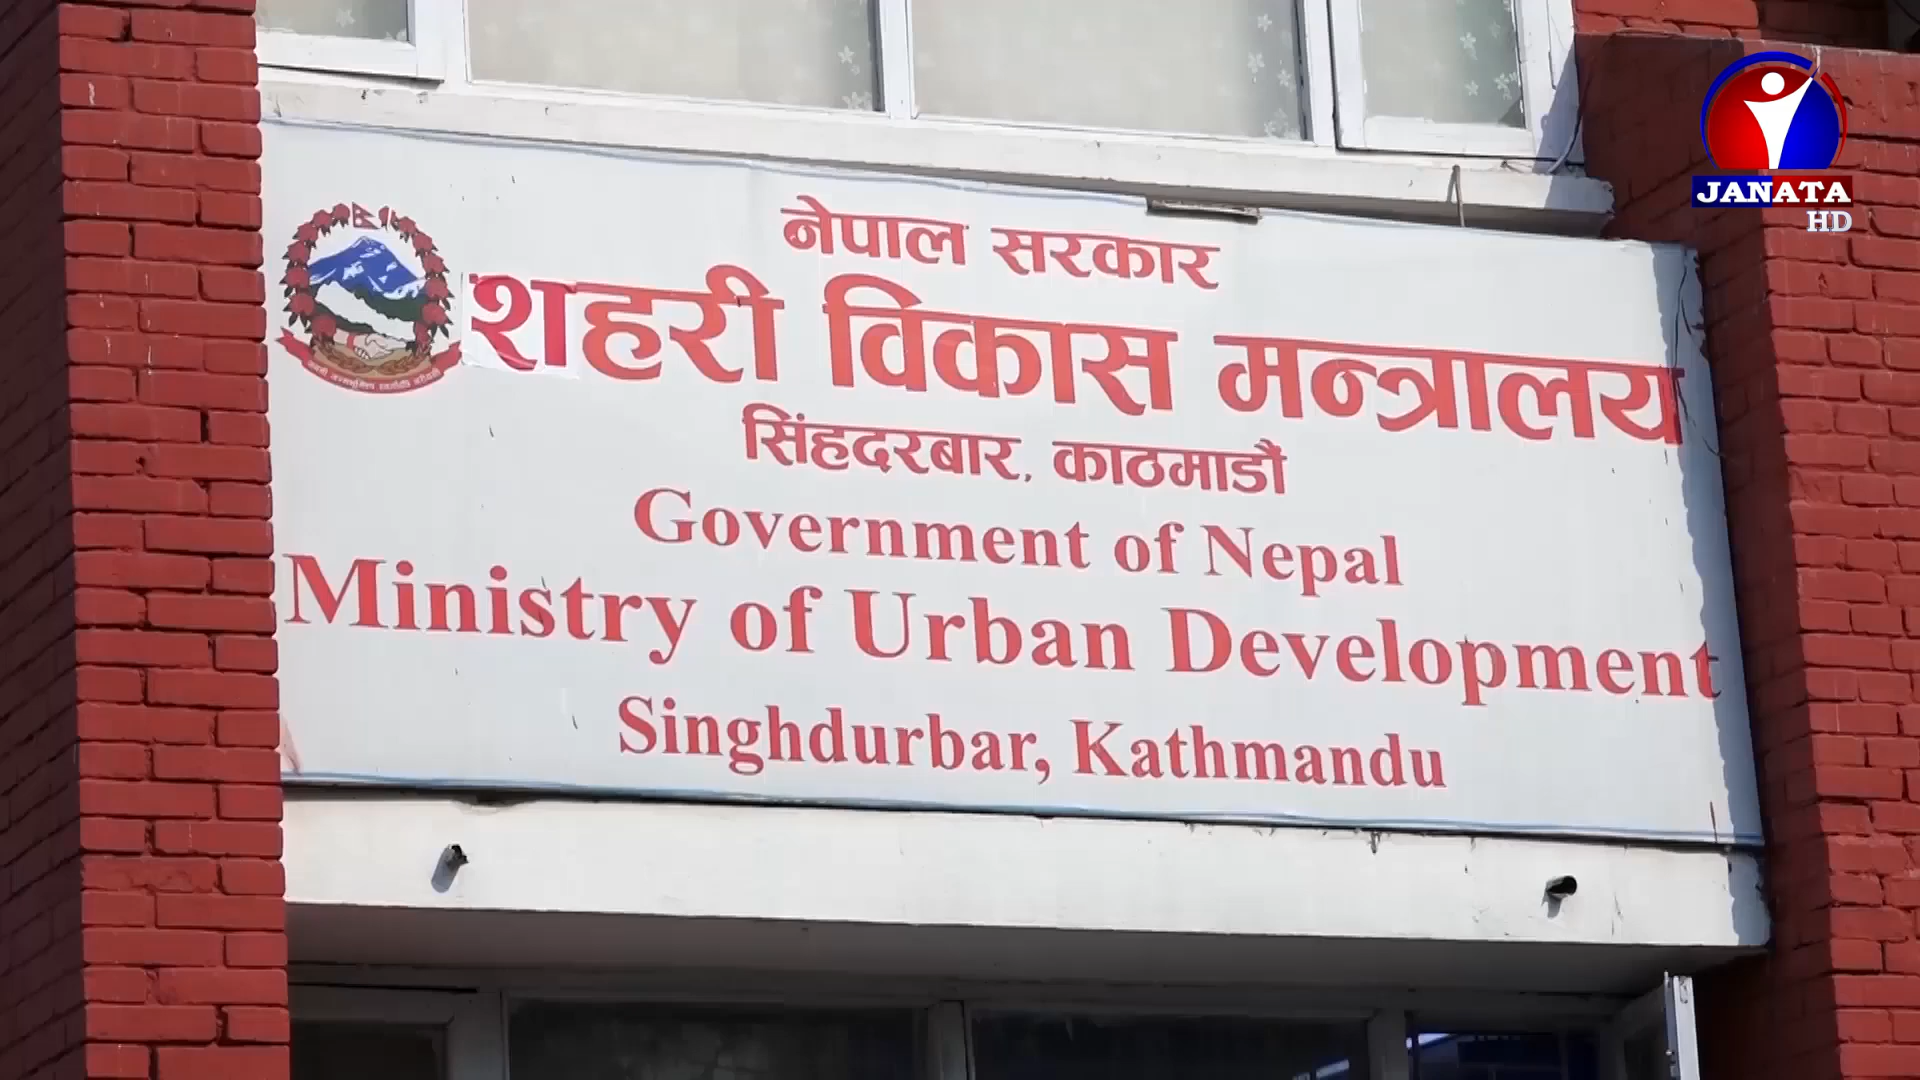 नेपाल सरकार
शहरी विकास मन्त्रालय
सिंहदरबार, काठमाडौं
Government of Nepal
Ministry of Urban Development
Singhdurbar, Kathmandu
JANATA
HD